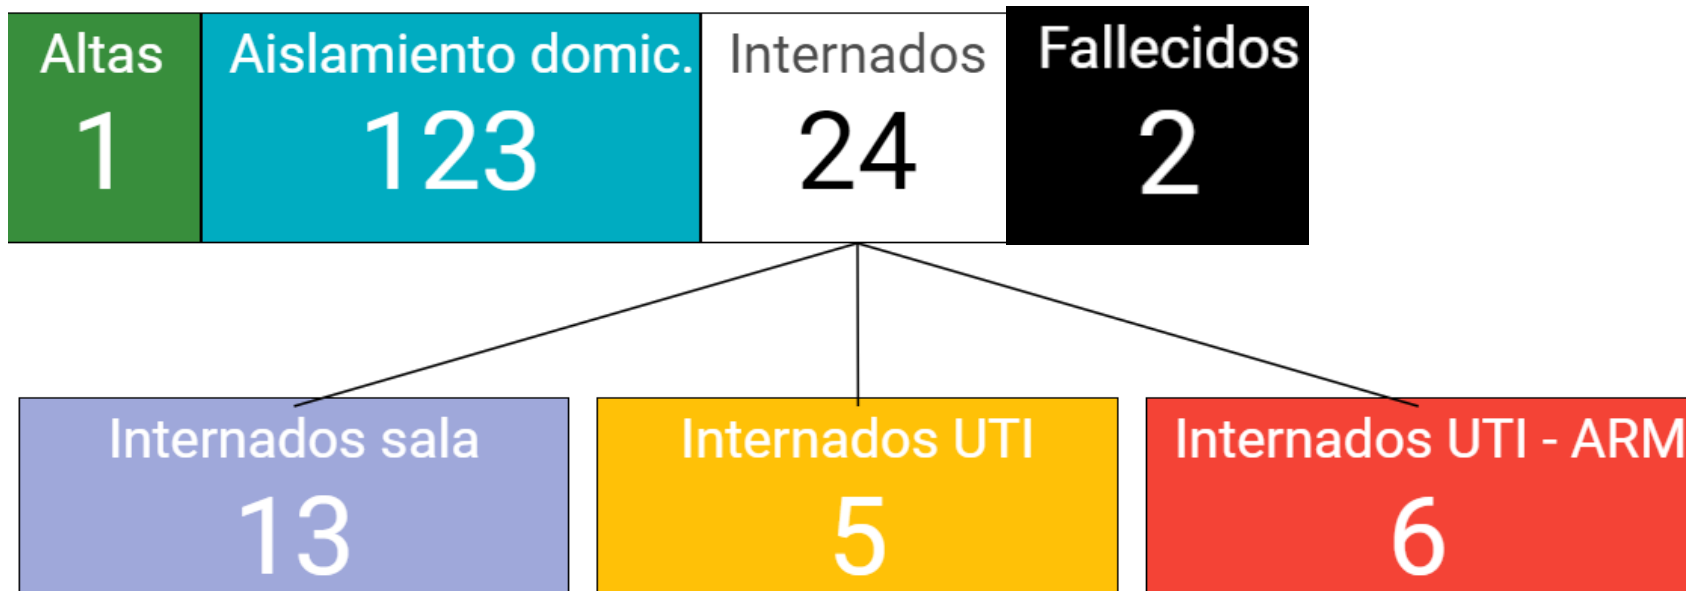 Altas
1
Aislamiento domic.
123
Internados
24
Fallecidos
2
Internados sala
13
Internados UTI
5
Internados UTI - ARM
6